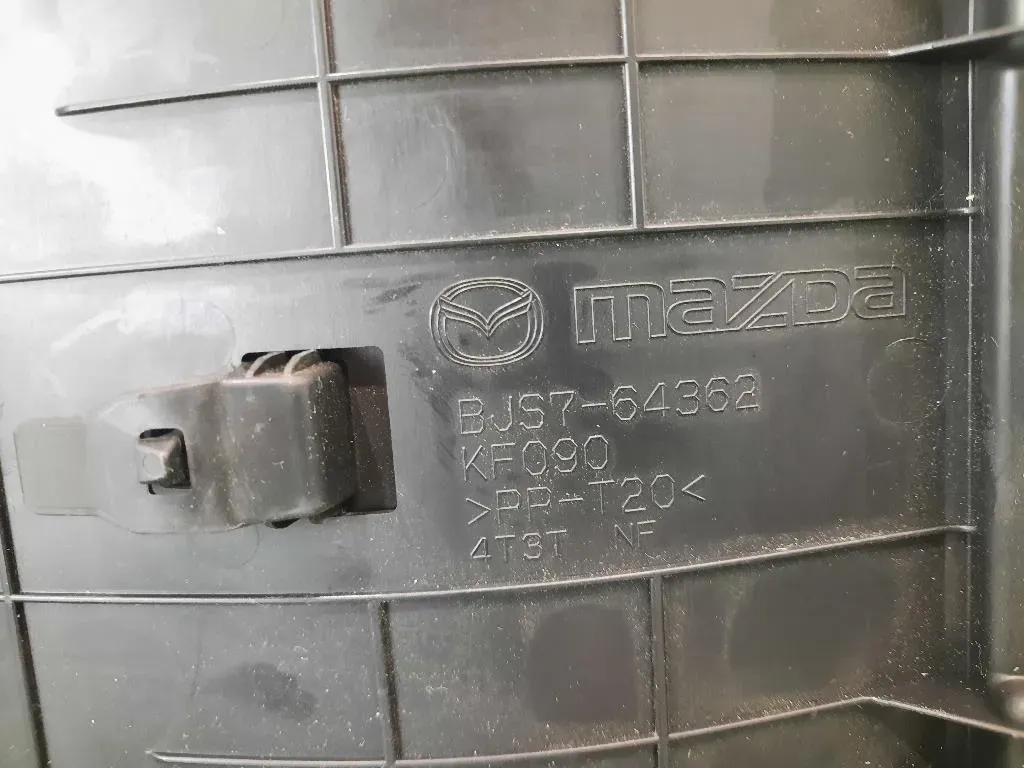 mazda
BJS7-64362
KF090
>PP-T20<
4T3T NF